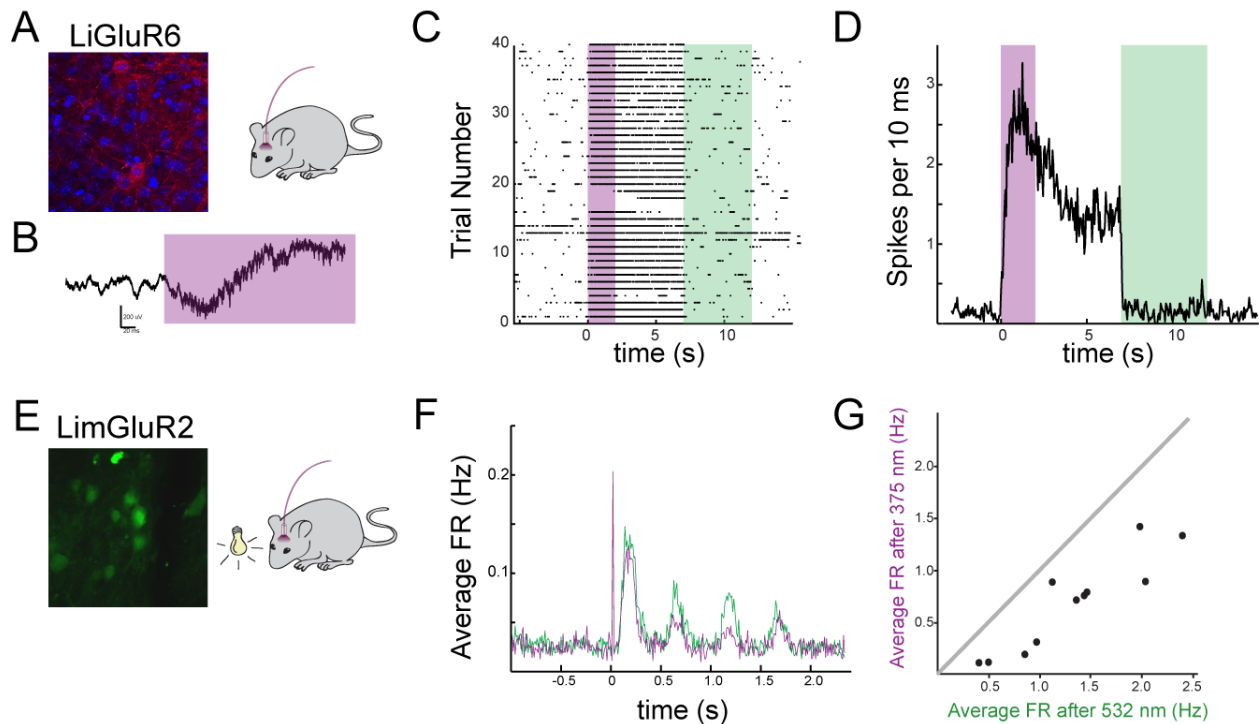 A
LiGluR6
B
200 uV
20 ms
C
Trial Number
40
30
20
10
0
0
5
10
time (s)
D
Spikes per 10 ms
3
2
1
0
5
10
time (s)
E
LimGluR2
F
Average FR (Hz)
0.2
0.1
-0.5
0
0.5
1.0
1.5
2.0
time (s)
G
Average FR after 375 nm (Hz)
2.0
1.5
1.0
0.5
0.5
1.0
1.5
2.0
2.5
Average FR after 532 nm (Hz)